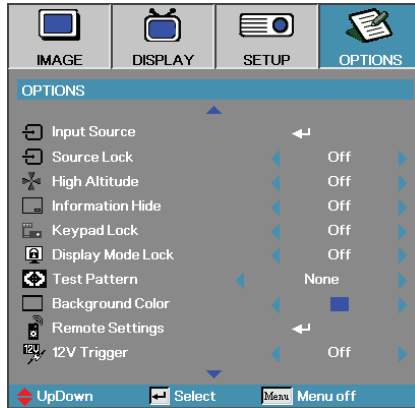 IMAGE DISPLAY SETUP OPTIONS
OPTIONS
Input Source
Source Lock Off
High Altitude Off
Information Hide Off
Keypad Lock Off
Display Mode Lock Off
Test Pattern None
Background Color
Remote Settings
12V 12V Trigger Off
UpDown Select Menu Menu off